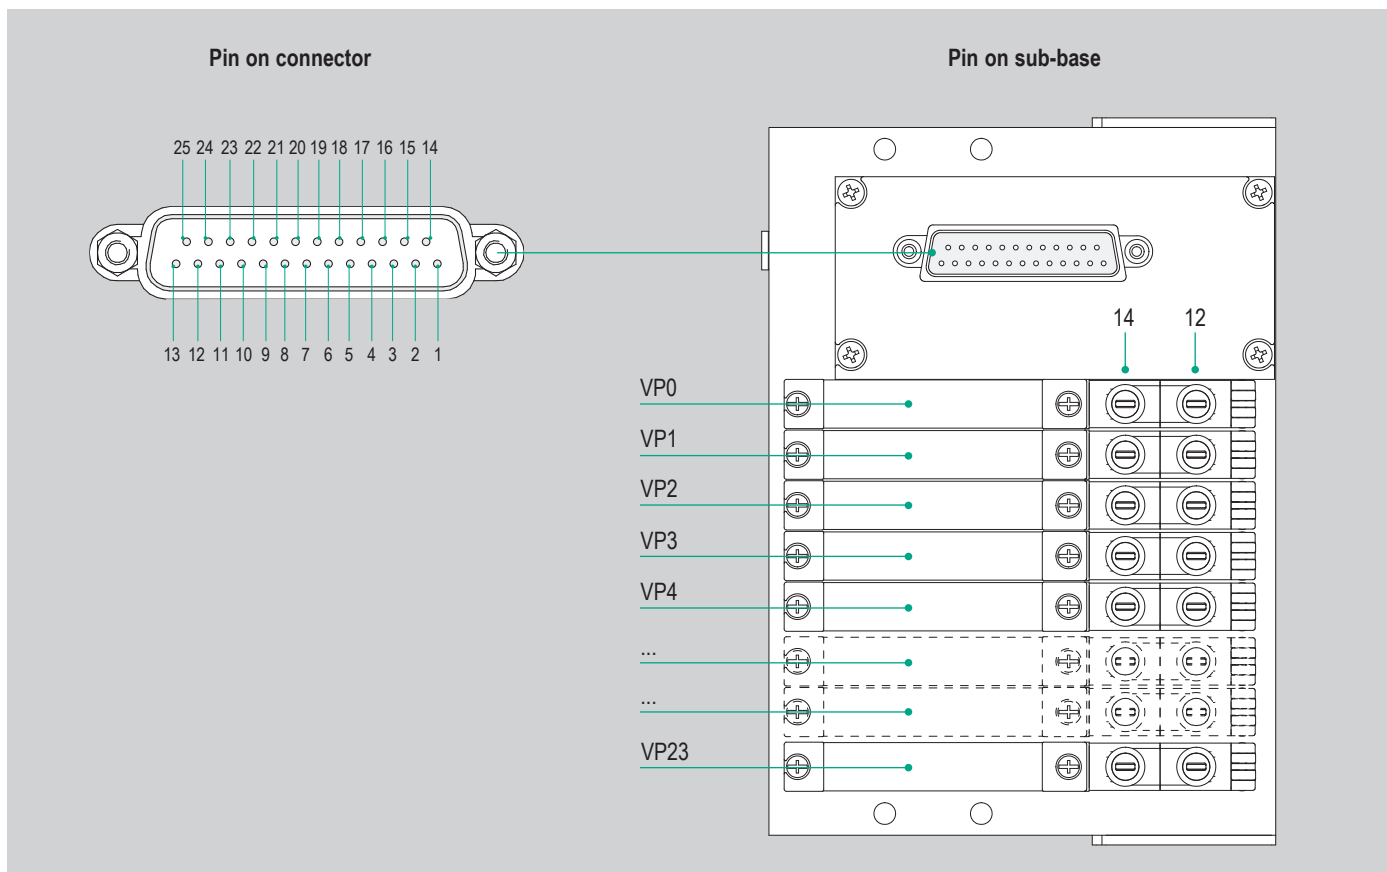 Pin on connector
Pin on sub-base
25 24 23 22 21 20 19 18 17 16 15 14
13 12 11 10 9 8 7 6 5 4 3 2 1
14 12
VP0
VP1
VP2
VP3
VP4
...
...
VP23